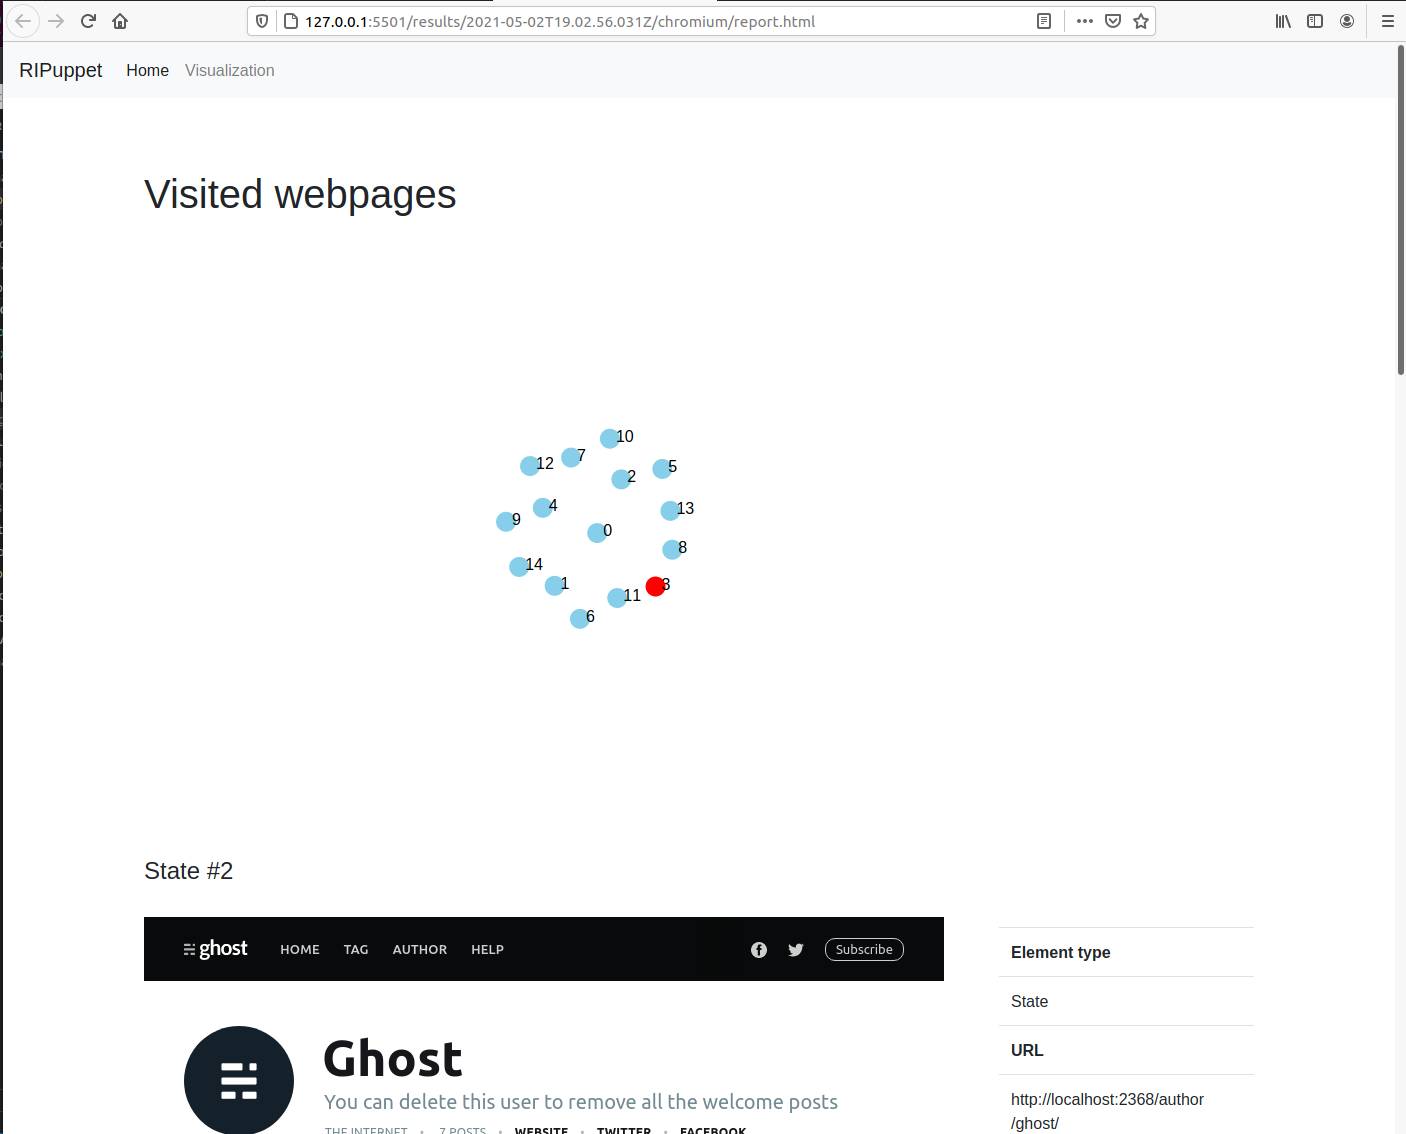 127.0.0.1:5501/results/2021-05-02T19.02.56.031Z/chromium/report.html
RIPuppet Home Visualization
Visited webpages
10
7
12
5
2
4
13
9
0
8
14
1
3
11
6
State #2
ghost HOME TAG AUTHOR HELP Subscribe
Element type
State
URL
http://localhost:2368/author
/ghost/
Ghost
You can delete this user to remove all the welcome posts
THE INTERNET • 7 POSTS • WEBSITE • TWITTER • FACEBOOK